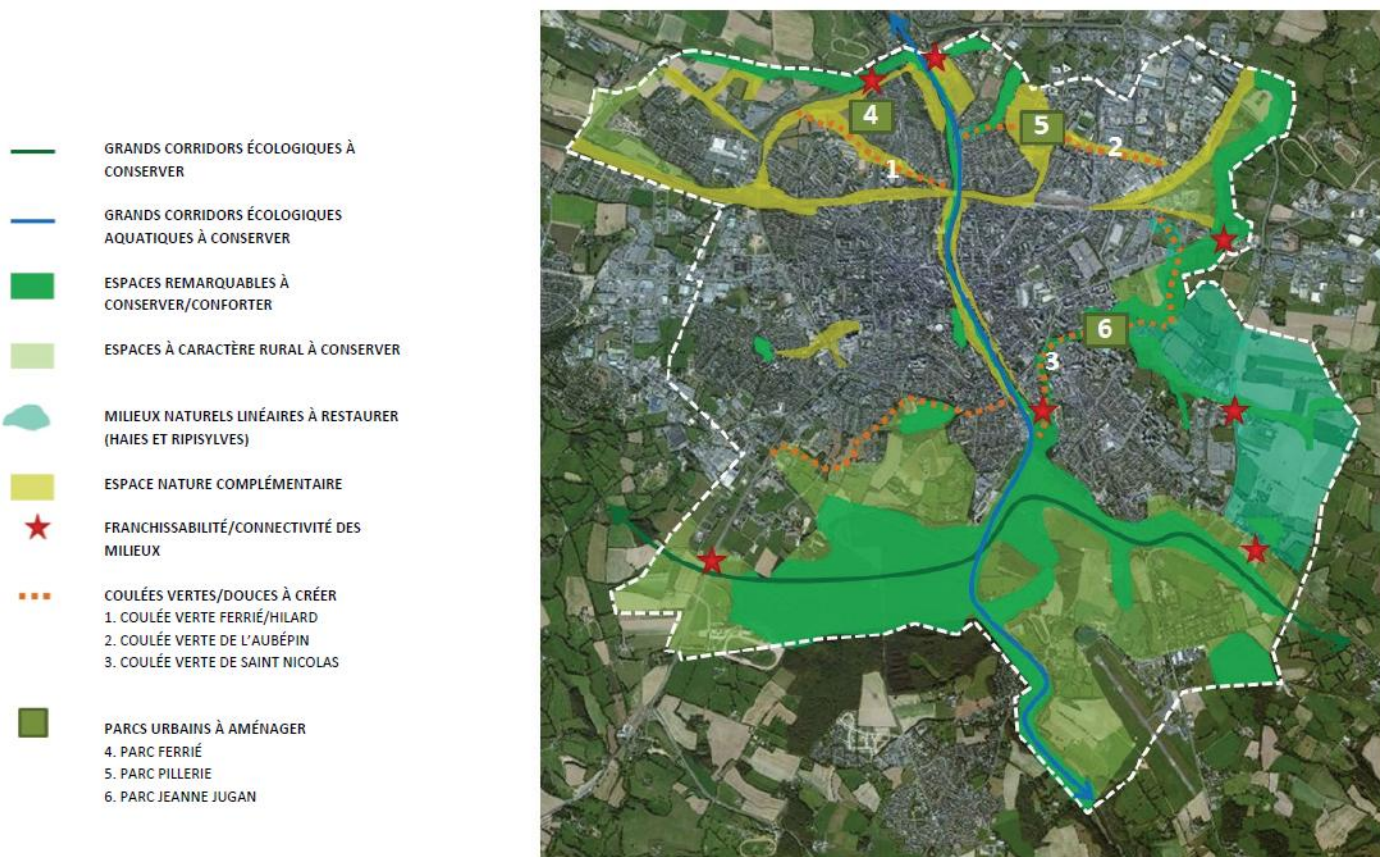 GRANDS CORRIDORS ÉCOLOGIQUES À
CONSERVER
GRANDS CORRIDORS ÉCOLOGIQUES
AQUATIQUES À CONSERVER
ESPACES REMARQUABLES À
CONSERVER/CONFORTER
ESPACES À CARACTÈRE RURAL À CONSERVER
MILIEUX NATURELS LINÉAIRES À RESTAURER
(HAIES ET RIPISYLVES)
ESPACE NATURE COMPLÉMENTAIRE
FRANCHISSABILITÉ/CONNECTIVITÉ DES
MILIEUX
COULÉES VERTES/DOUCES À CRÉER
1. COULÉE VERTE FERRIÉ/HILARD
2. COULÉE VERTE DE L'AUBÉPIN
3. COULÉE VERTE DE SAINT NICOLAS
PARCS URBAINS À AMÉNAGER
4. PARC FERRIÉ
5. PARC PILLERIE
6. PARC JEANNE JUGAN
4
5
2
1
6
3